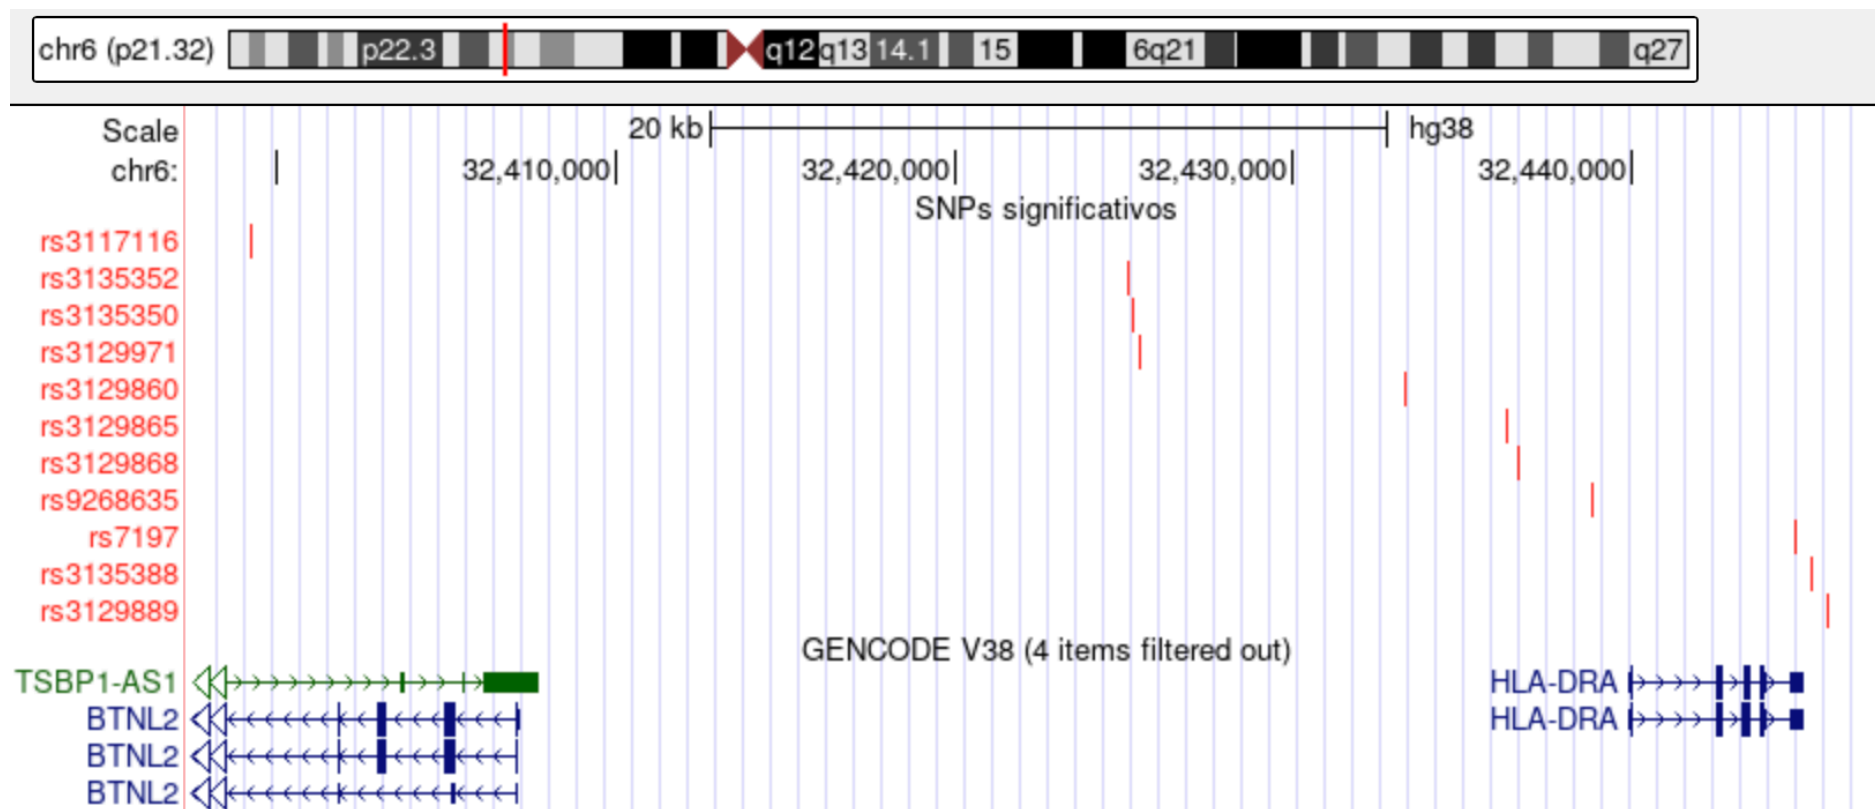 chr6 (p21.32) p22.3 q12 q13 14.1 15 6q21 q27
Scale 20 kb hg38
chr6: 32,410,000 32,420,000 32,430,000 32,440,000
SNPs significativos
rs3117116
rs3135352
rs3135350
rs3129971
rs3129860
rs3129865
rs3129868
rs9268635
rs7197
rs3135388
rs3129889
GENCODE V38 (4 items filtered out)
TSBP1-AS1 HLA-DRA
BTNL2 HLA-DRA
BTNL2
BTNL2